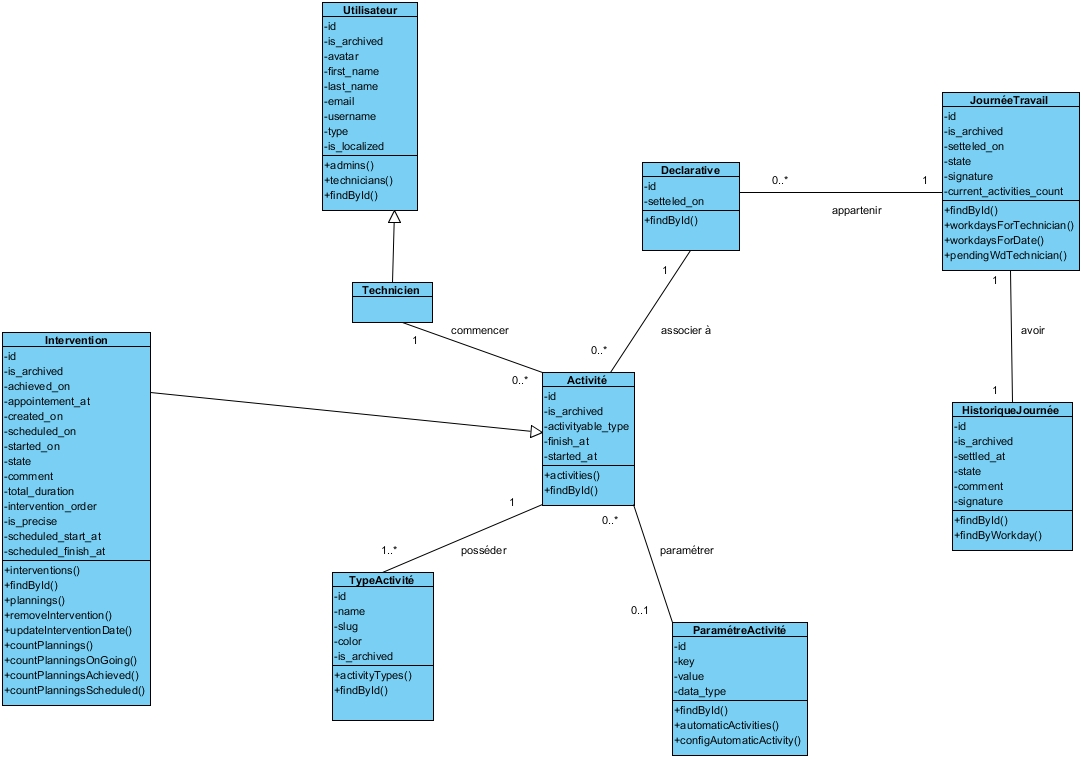 Utilisateur
-id
-is_archived
-avatar
-first_name
-last_name
-email
-username
-type
-is_localized
+admins()
+technicians()
+findById()
JournéeTravail
-id
-is_archived
-setteled_on
-state
-signature
-current_activities_count
+findById()
+workdaysForTechnician()
+workdaysForDate()
+pendingWdTechnician()
Declarative
-id
-setteled_on
+findById()
0..*
1
appartenir
Technicien
1
commencer
0..*
1
associer à
0..*
1
avoir
1
Intervention
-id
-is_archived
-achieved_on
-appointement_at
-created_on
-scheduled_on
-started_on
-state
-comment
-total_duration
-intervention_order
-is_precise
-scheduled_start_at
-scheduled_finish_at
+interventions()
+findById()
+plannings()
+removeIntervention()
+updateInterventionDate()
+countPlannings()
+countPlanningsOnGoing()
+countPlanningsAchieved()
+countPlanningsScheduled()
Activité
-id
-is_archived
-activityable_type
-finish_at
-started_at
+activities()
+findById()
HistoriqueJournée
-id
-is_archived
-settled_at
-state
-comment
-signature
+findById()
+findByWorkday()
1
posséder
1..*
0..*
paramétrer
0..1
TypeActivité
-id
-name
-slug
-color
-is_archived
+activityTypes()
+findById()
ParamétreActivité
-id
-key
-value
-data_type
+findById()
+automaticActivities()
+configAutomaticActivity()